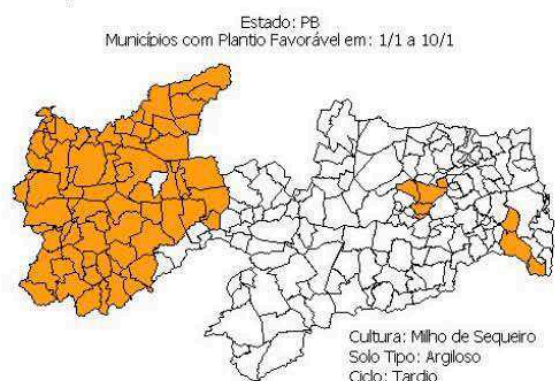 Estado: PB
Municípios com Plantio Favorável em: 1/1 a 10/1
Cultura: Milho de Sequeiro
Solo Tipo: Argiloso
Ciclo: Tardio